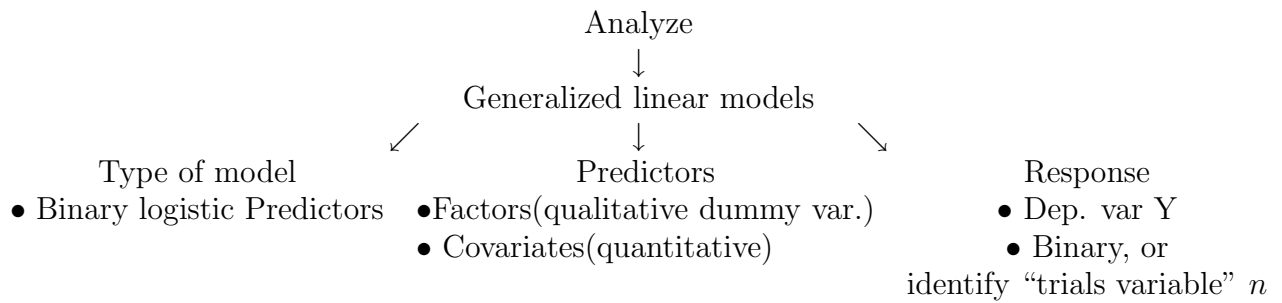 Analyze
↓
Generalized linear models
↙ ↓ ↘
Type of model Predictors Response
• Binary logistic Predictors •Factors(qualitative dummy var.) • Dep. var Y
• Covariates(quantitative) • Binary, or
identify “trials variable” n